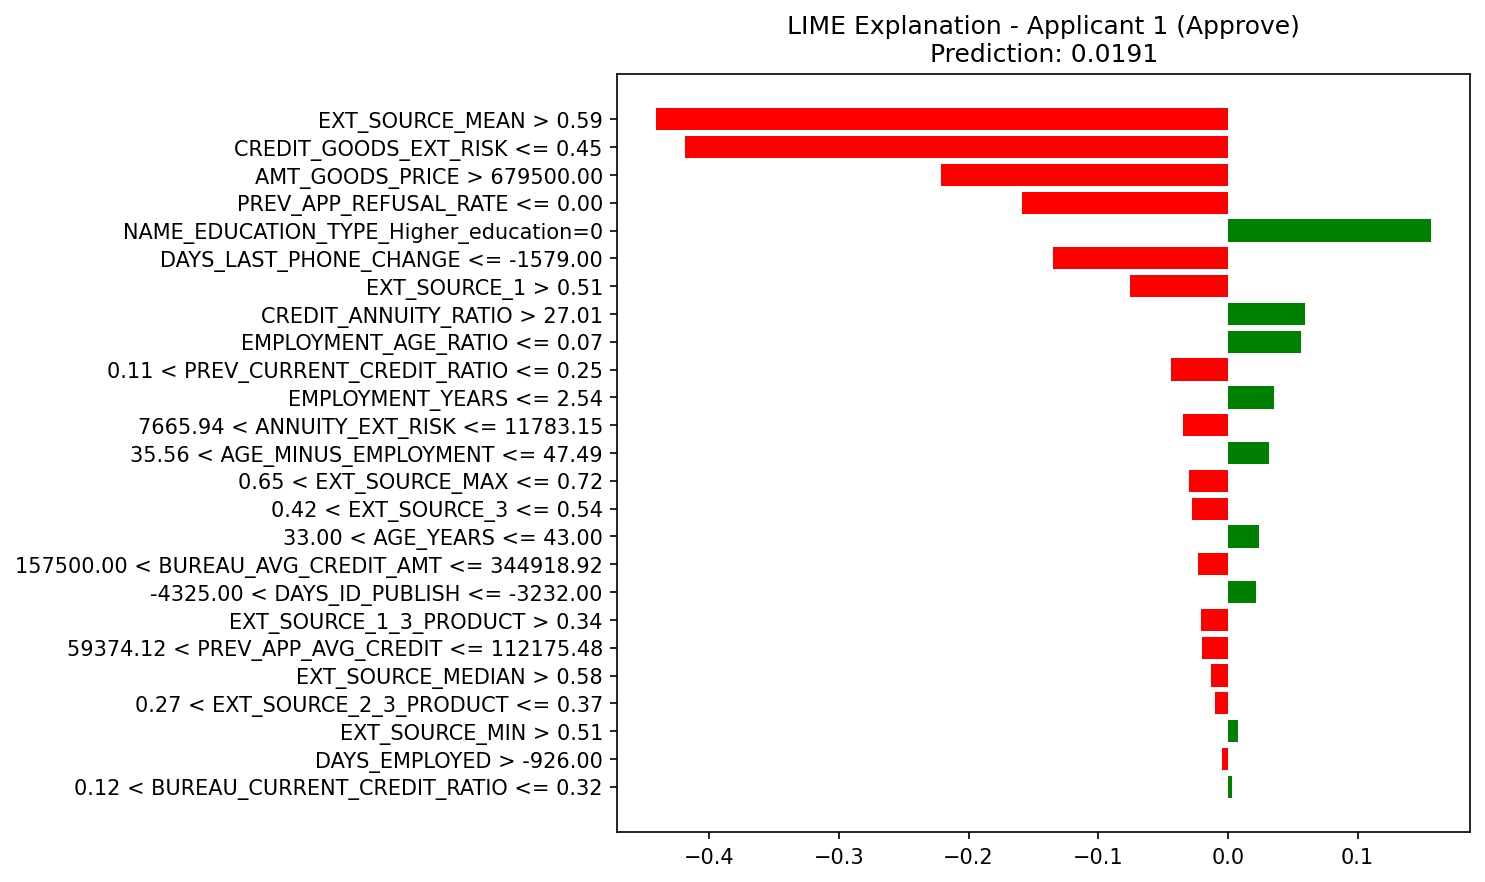 LIME Explanation - Applicant 1 (Approve)
Prediction: 0.0191
EXT_SOURCE_MEAN > 0.59
CREDIT_GOODS_EXT_RISK <= 0.45
AMT_GOODS_PRICE > 679500.00
PREV_APP_REFUSAL_RATE <= 0.00
NAME_EDUCATION_TYPE_Higher_education=0
DAYS_LAST_PHONE_CHANGE <= -1579.00
EXT_SOURCE_1 > 0.51
CREDIT_ANNUITY_RATIO > 27.01
EMPLOYMENT_AGE_RATIO <= 0.07
0.11 < PREV_CURRENT_CREDIT_RATIO <= 0.25
EMPLOYMENT_YEARS <= 2.54
7665.94 < ANNUITY_EXT_RISK <= 11783.15
35.56 < AGE_MINUS_EMPLOYMENT <= 47.49
0.65 < EXT_SOURCE_MAX <= 0.72
0.42 < EXT_SOURCE_3 <= 0.54
33.00 < AGE_YEARS <= 43.00
157500.00 < BUREAU_AVG_CREDIT_AMT <= 344918.92
-4325.00 < DAYS_ID_PUBLISH <= -3232.00
EXT_SOURCE_1_3_PRODUCT > 0.34
59374.12 < PREV_APP_AVG_CREDIT <= 112175.48
EXT_SOURCE_MEDIAN > 0.58
0.27 < EXT_SOURCE_2_3_PRODUCT <= 0.37
EXT_SOURCE_MIN > 0.51
DAYS_EMPLOYED > -926.00
0.12 < BUREAU_CURRENT_CREDIT_RATIO <= 0.32
−0.4 −0.3 −0.2 −0.1 0.0 0.1